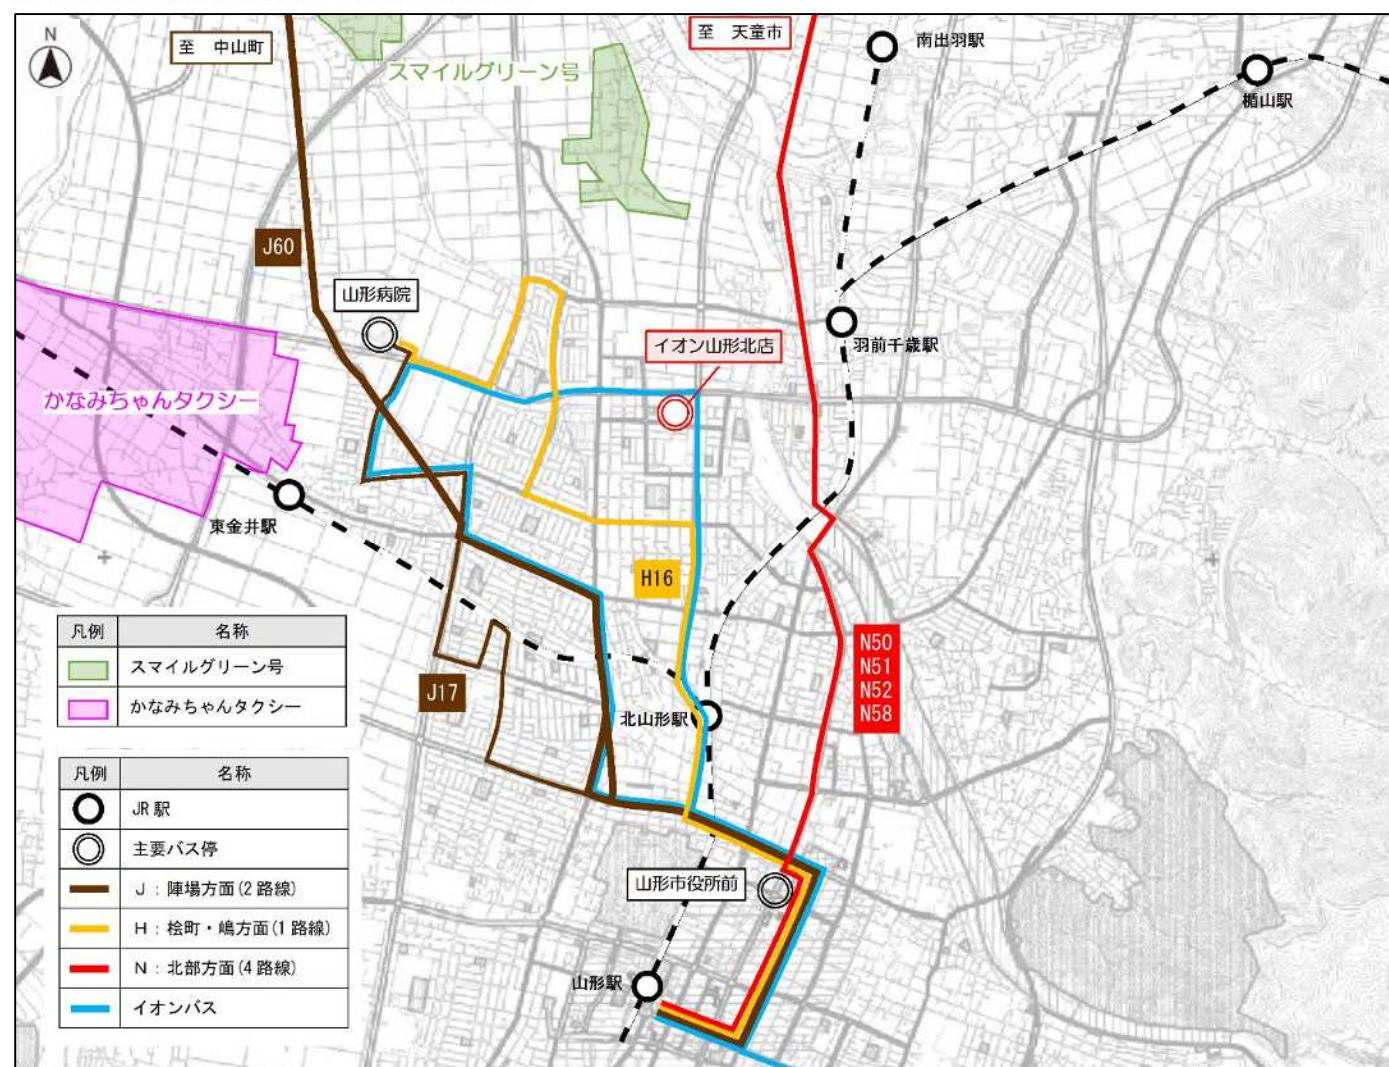 N
至 中山町
スマイルグリーン号
至 天童市
南出羽駅
楯山駅
J60
山形病院
イオン山形北店
羽前千歳駅
かなみちゃんタクシー
東金井駅
H16
N50
N51
N52
N58
J17
北山形駅
山形市役所前
山形駅
凡例 名称
スマイルグリーン号
かなみちゃんタクシー
凡例 名称
JR駅
主要バス停
J：陣場方面(2路線)
H：桧町・嶋方面(1路線)
N：北部方面(4路線)
イオンバス